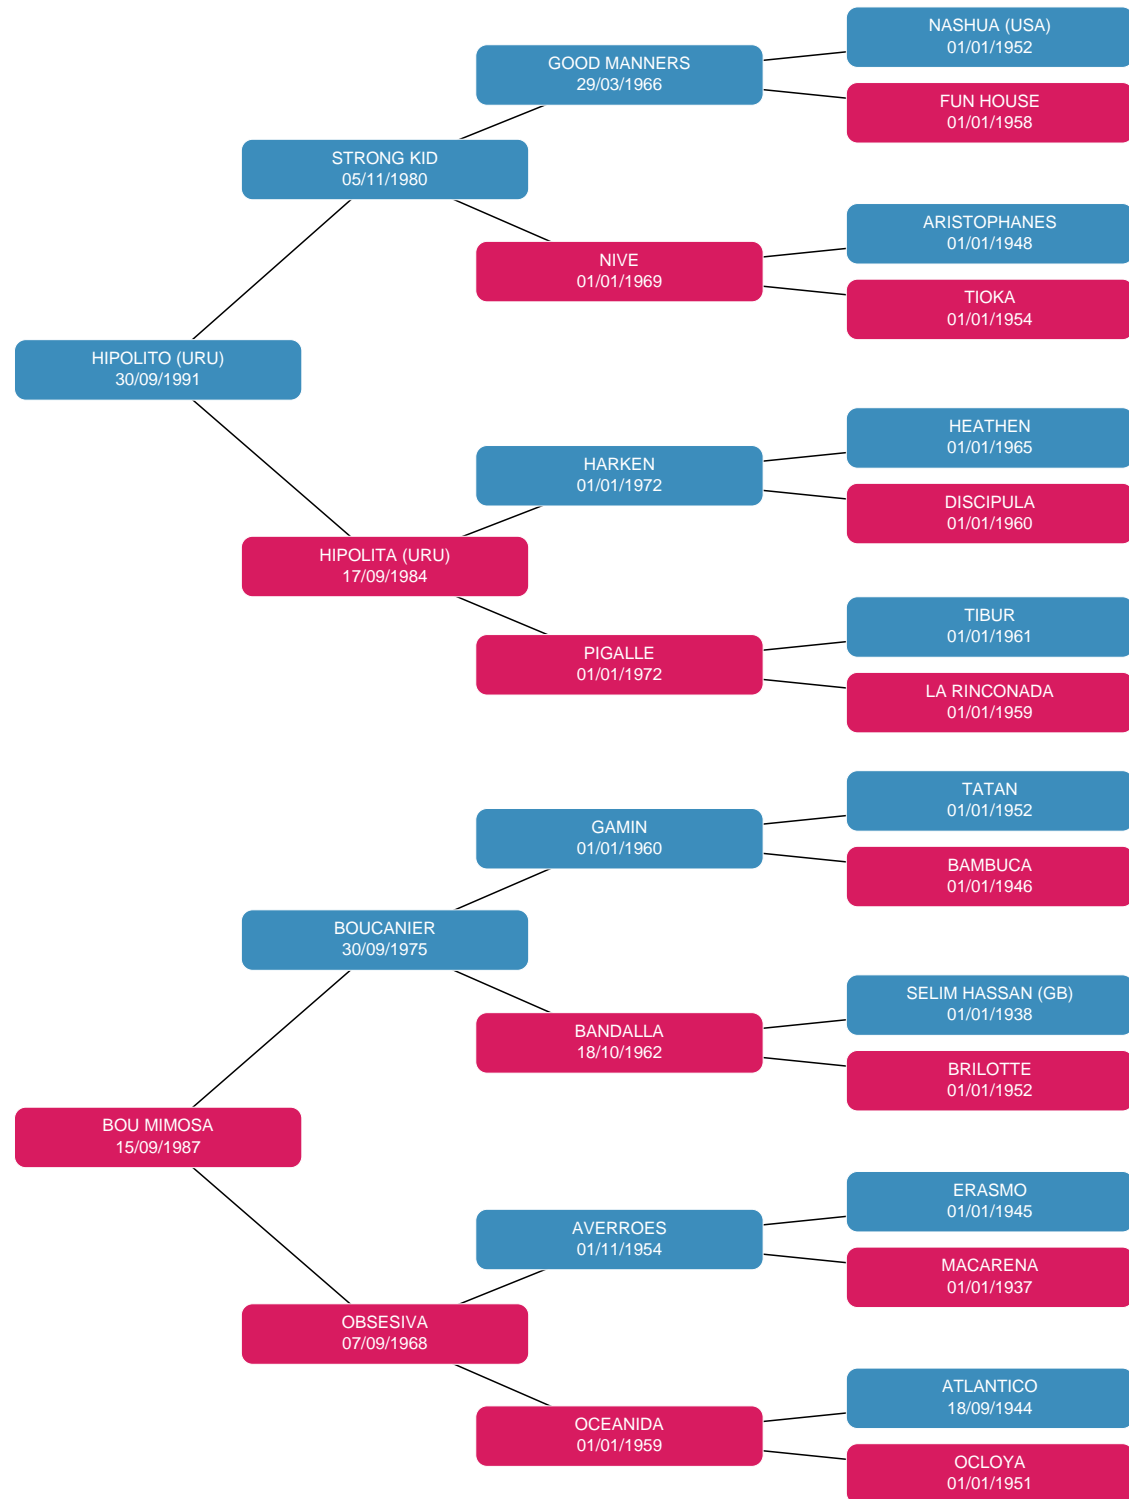 NASHUA (USA)
01/01/1952
GOOD MANNERS
29/03/1966
FUN HOUSE
01/01/1958
STRONG KID
05/11/1980
ARISTOPHANES
01/01/1948
NIVE
01/01/1969
TIOKA
01/01/1954
HIPOLITO (URU)
30/09/1991
HEATHEN
01/01/1965
HARKEN
01/01/1972
DISCIPULA
01/01/1960
HIPOLITA (URU)
17/09/1984
TIBUR
01/01/1961
PIGALLE
01/01/1972
LA RINCONADA
01/01/1959
TATAN
01/01/1952
GAMIN
01/01/1960
BAMBUCA
01/01/1946
BOUCANIER
30/09/1975
SELIM HASSAN (GB)
01/01/1938
BANDALLA
18/10/1962
BRILOTTE
01/01/1952
BOU MIMOSA
15/09/1987
ERASMO
01/01/1945
AVERROES
01/11/1954
MACARENA
01/01/1937
OBSESIVA
07/09/1968
ATLANTICO
18/09/1944
OCEANIDA
01/01/1959
OCLOYA
01/01/1951